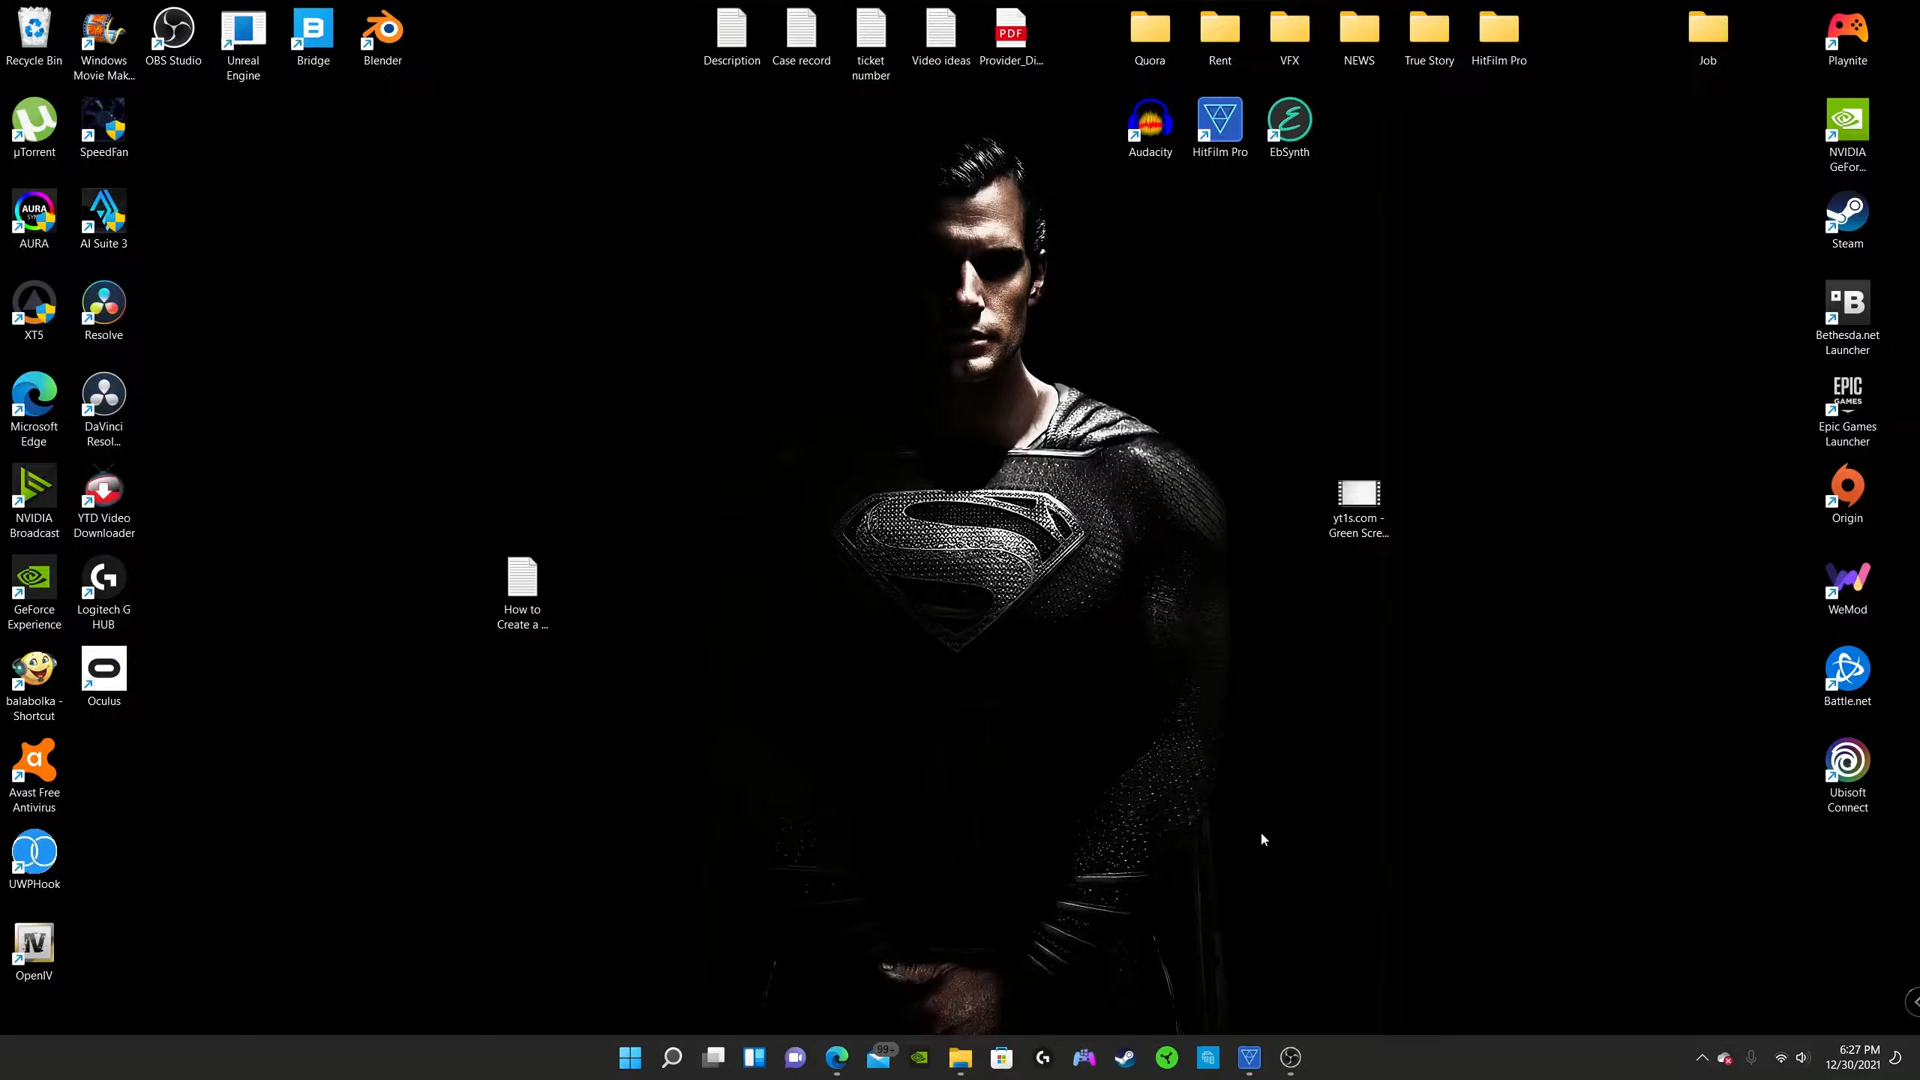 Recycle Bin
Windows
Movie Mak...
OBS Studio
Unreal
Engine
Bridge
Blender
Description
Case record
ticket
number
Video ideas
PDF
Provider_Di...
Quora
Rent
VFX
NEWS
True Story
HitFilm Pro
Job
Playnite
µTorrent
SpeedFan
Audacity
HitFilm Pro
EbSynth
NVIDIA
GeFor...
AURA
AURA
AI Suite 3
Steam
XT5
Resolve
B
Bethesda.net
Launcher
Microsoft
Edge
DaVinci
Resol...
EPIC
GAMES
Epic Games
Launcher
NVIDIA
Broadcast
YTD Video
Downloader
yt1s.com -
Green Scre...
Origin
GeForce
Experience
Logitech G
HUB
How to
Create a ...
WeMod
balabolka -
Shortcut
Oculus
Battle.net
Avast Free
Antivirus
Ubisoft
Connect
UWPHook
IV
OpenIV
99+
6:27 PM
12/30/2021